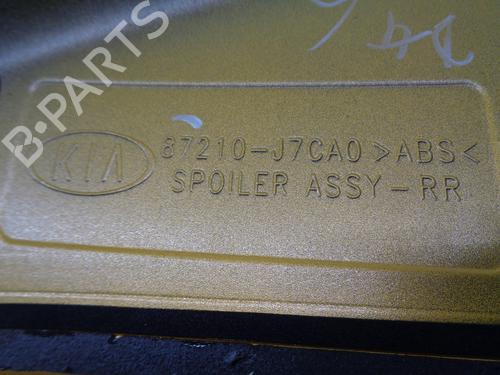 B-PARTS
KIA
87210-J7CA0 >ABS<
SPOILER ASSY-RR